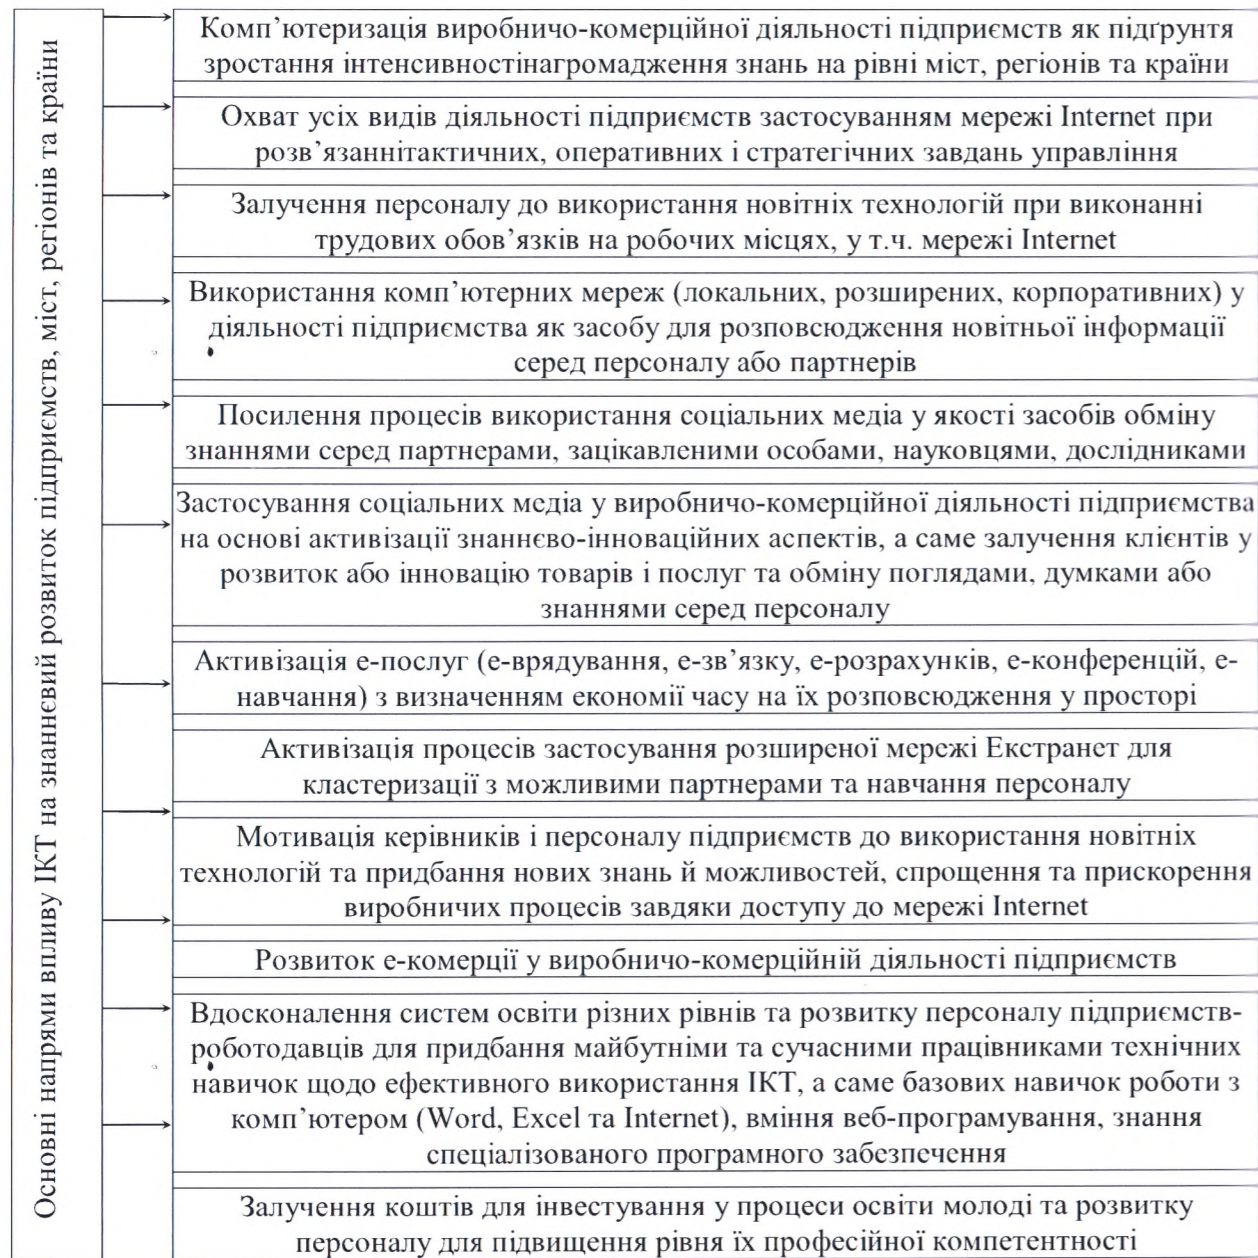 Основні напрями впливу ІКТ на знаннєвий розвиток підприємств, міст, регіонів та країни
Комп’ютеризація виробничо-комерційної діяльності підприємств як підґрунтя
зростання інтенсивностінагромадження знань на рівні міст, регіонів та країни
Охват усіх видів діяльності підприємств застосуванням мережі Internet при
розв’язаннітактичних, оперативних і стратегічних завдань управління
Залучення персоналу до використання новітніх технологій при виконанні
трудових обов’язків на робочих місцях, у т.ч. мережі Internet
Використання комп’ютерних мереж (локальних, розширених, корпоративних) у
діяльності підприємства як засобу для розповсюдження новітньої інформації
серед персоналу або партнерів
Посилення процесів використання соціальних медіа у якості засобів обміну
знаннями серед партнерами, зацікавленими особами, науковцями, дослідниками
Застосування соціальних медіа у виробничо-комерційної діяльності підприємства
на основі активізації знаннєво-інноваційних аспектів, а саме залучення клієнтів у
розвиток або інновацію товарів і послуг та обміну поглядами, думками або
знаннями серед персоналу
Активізація е-послуг (е-врядування, е-зв’язку, е-розрахунків, е-конференцій, е-
навчання) з визначенням економії часу на їх розповсюдження у просторі
Активізація процесів застосування розширеної мережі Екстранет для
кластеризації з можливими партнерами та навчання персоналу
Мотивація керівників і персоналу підприємств до використання новітніх
технологій та придбання нових знань й можливостей, спрощення та прискорення
виробничих процесів завдяки доступу до мережі Internet
Розвиток е-комерції у виробничо-комерційній діяльності підприємств
Вдосконалення систем освіти різних рівнів та розвитку персоналу підприємств-
роботодавців для придбання майбутніми та сучасними працівниками технічних
навичок щодо ефективного використання ІКТ, а саме базових навичок роботи з
комп’ютером (Word, Excel та Internet), вміння веб-програмування, знання
спеціалізованого програмного забезпечення
Залучення коштів для інвестування у процеси освіти молоді та розвитку
персоналу для підвищення рівня їх професійної компетентності